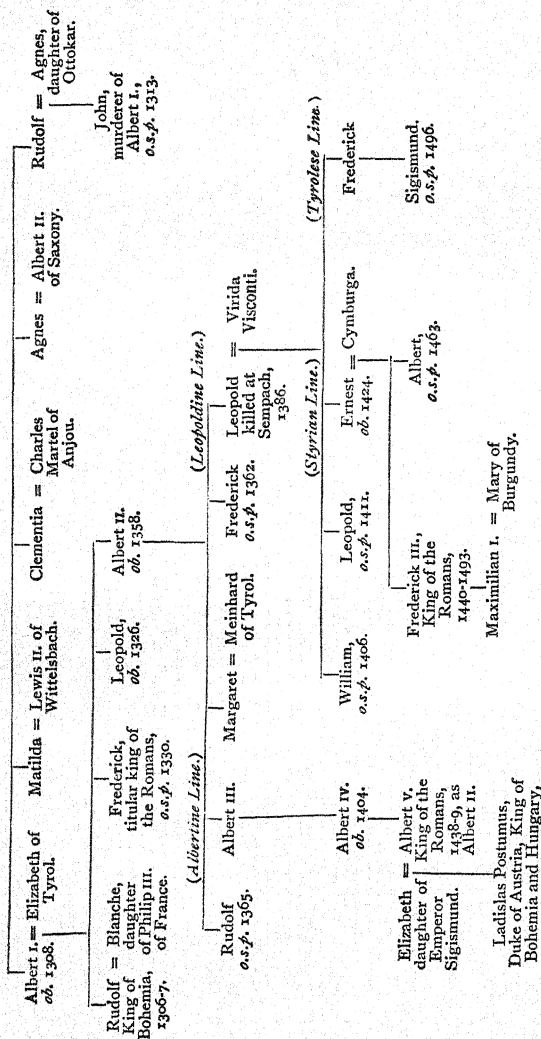 Albert I. = Elizabeth of
ob. 1308. Tyrol.
Matilda = Lewis II. of
Wittelsbach.
Clementia = Charles
Martel of
Anjou.
Agnes = Albert II.
of Saxony.
Rudolf = Agnes,
daughter of
Ottokar.
John,
murderer of
Albert I.,
o.s.p. 1313.
Rudolf = Blanche,
King of daughter
Bohemia, of Philip III.
1306-7. of France.
Frederick,
titular king of
the Romans,
o.s.p. 1330.
Leopold,
ob. 1326.
Albert II.
ob. 1358.
(Albertine Line.)
(Leopoldine Line.)
Rudolf
o.s.p. 1365.
Albert III.
Margaret = Meinhard
of Tyrol.
Frederick
o.s.p. 1362.
Leopold = Virida
killed at Visconti.
Sempach,
1386.
(Styrian Line.)
(Tyrolese Line.)
Albert IV.
ob. 1404.
William,
o.s.p. 1406.
Leopold,
o.s.p. 1411.
Ernest = Cymburga.
ob. 1424.
Frederick
Elizabeth = Albert V.
daughter of King of the
Emperor Romans,
Sigismund. 1438-9, as
Albert II.
Frederick III.,
King of the
Romans,
1440-1493.
Albert,
o.s.p. 1463.
Sigismund.
o.s.p. 1496.
Ladislas Postumus,
Duke of Austria, King of
Bohemia and Hungary,
Maximilian I. = Mary of
Burgundy.